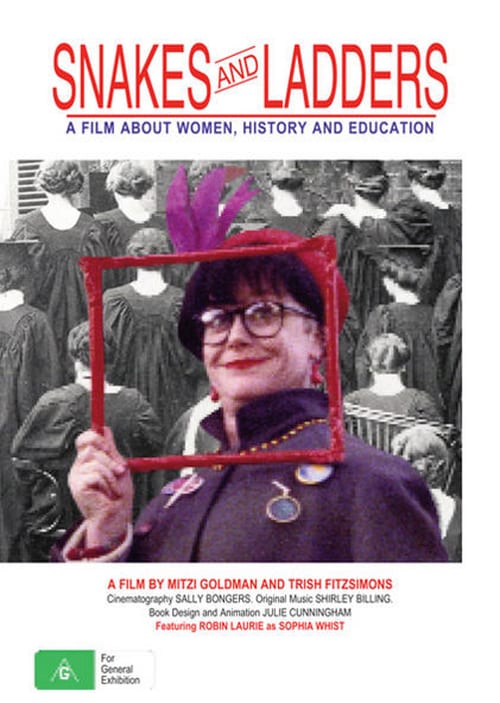 SNAKES AND LADDERS
A FILM ABOUT WOMEN, HISTORY AND EDUCATION
A FILM BY MITZI GOLDMAN AND TRISH FITZSIMONS
Cinematography SALLY BONGERS. Original Music SHIRLEY BILLING.
Book Design and Animation JULIE CUNNINGHAM
Featuring ROBIN LAURIE as SOPHIA WHIST
G
For
General
Exhibition